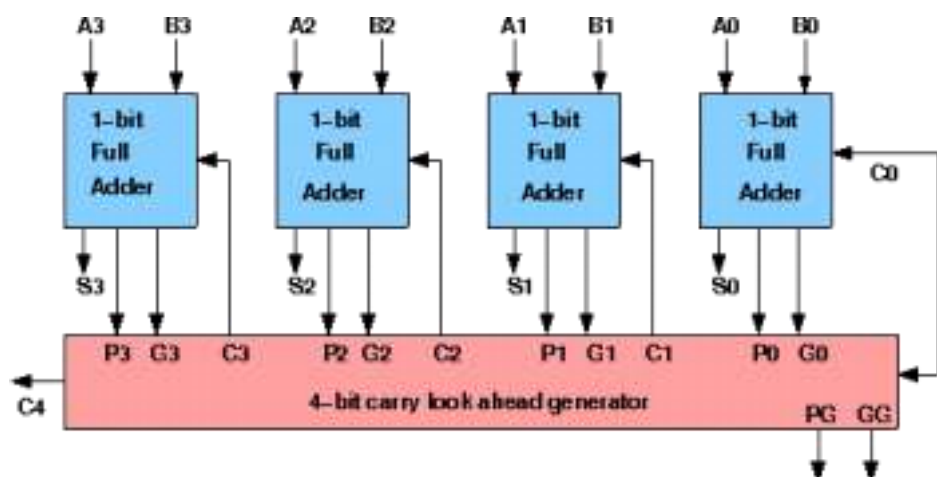 A3 B3 A2 B2 A1 B1 A0 B0
1-bit Full Adder
1-bit Full Adder
1-bit Full Adder
1-bit Full Adder
C0
S3 S2 S1 S0
P3 G3 C3 P2 G2 C2 P1 G1 C1 P0 G0
C4
4-bit carry look ahead generator
PG GG